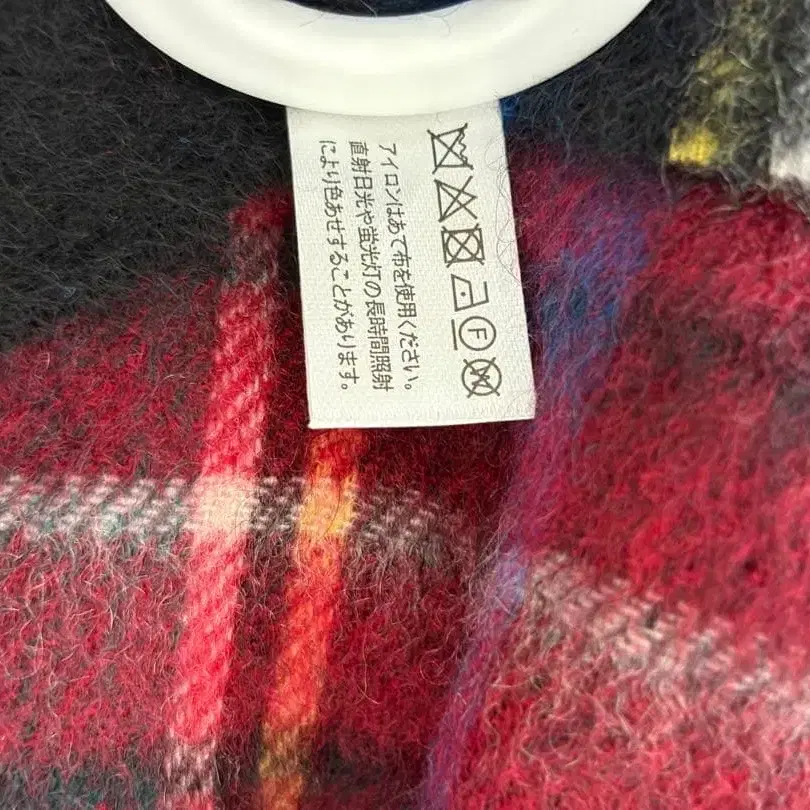 F W
アイロンはあて布を使用ください。
直射日光や蛍光灯の長時間照射
により色あせすることがあります。